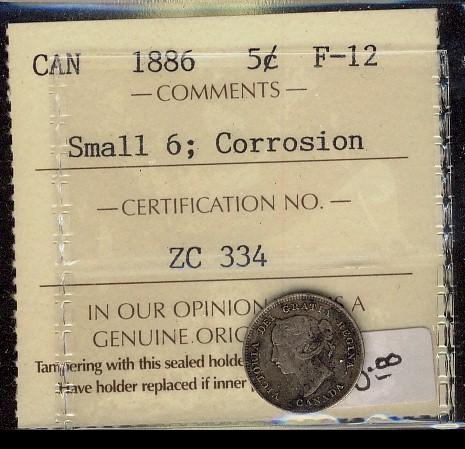 CAN 1886 5¢ F-12
— COMMENTS —
Small 6; Corrosion
— CERTIFICATION NO. —
ZC 334
IN OUR OPINION S A
GENUINE ORIG
Tampering with this sealed holde
Have holder replaced if inner
VICTORIA DEI GRATIA REGINA
CANADA